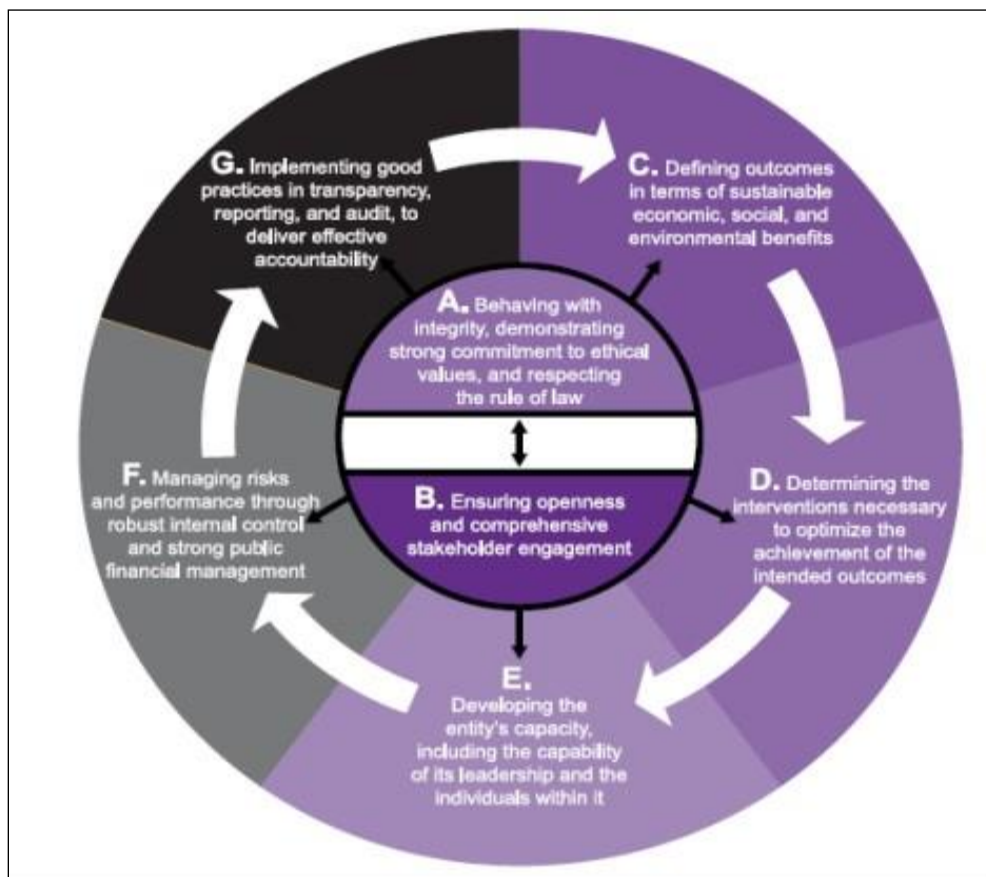 G. Implementing good
practices in transparency,
reporting, and audit, to
deliver effective
accountability
C. Defining outcomes
in terms of sustainable
economic, social, and
environmental benefits
A. Behaving with
integrity, demonstrating
strong commitment to ethical
values, and respecting
the rule of law
F. Managing risks
and performance through
robust internal control
and strong public
financial management
B. Ensuring openness
and comprehensive
stakeholder engagement
D. Determining the
interventions necessary
to optimize the
achievement of the
intended outcomes
E.
Developing the
entity's capacity,
including the capability
of its leadership and the
individuals within it